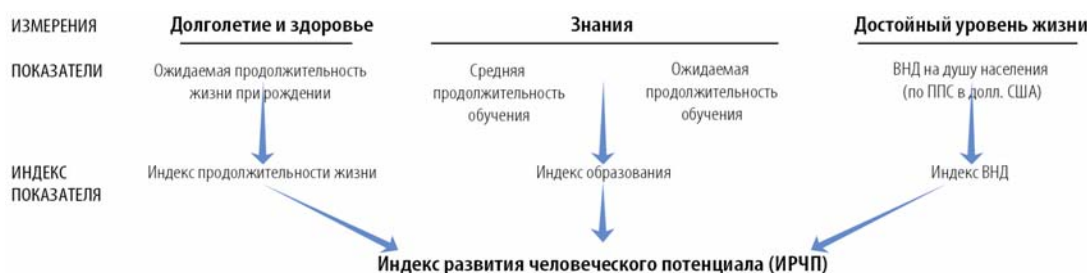 ИЗМЕРЕНИЯ Долголетие и здоровье Знания Достойный уровень жизни
ПОКАЗАТЕЛИ
Ожидаемая продолжительность
жизни при рождении
Средняя
продолжительность
обучения
Ожидаемая
продолжительность
обучения
ВНД на душу населения
(по ППС в долл. США)
ИНДЕКС
ПОКАЗАТЕЛЯ
Индекс продолжительности жизни
Индекс образования
Индекс ВНД
Индекс развития человеческого потенциала (ИРЧП)